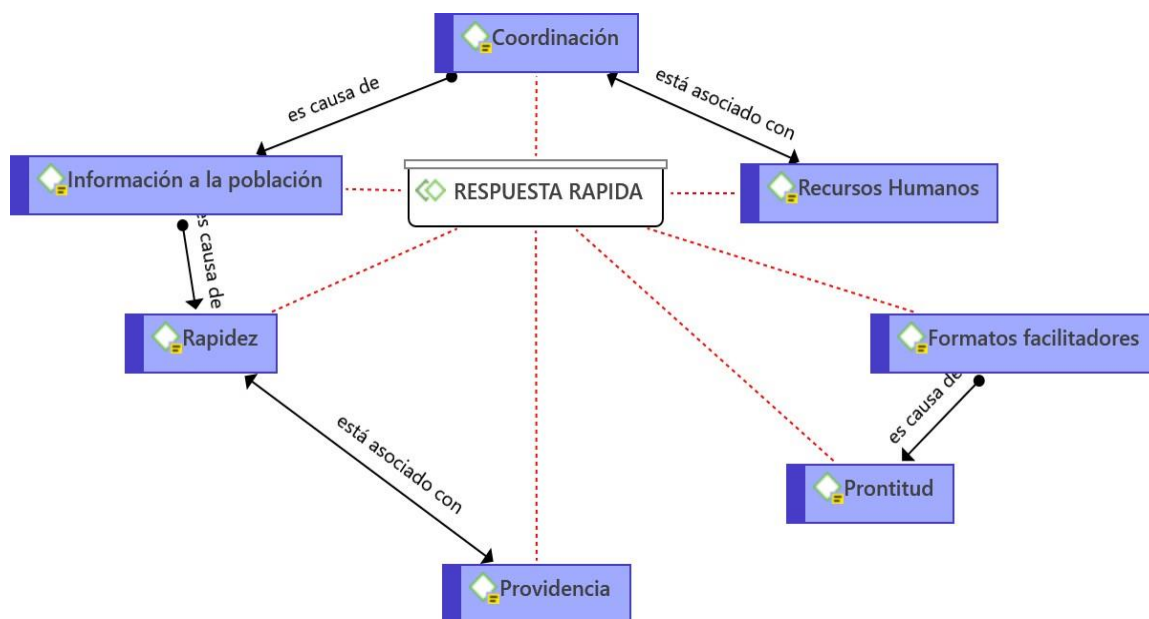 Coordinación
es causa de
está asociado con
Información a la población
RESPUESTA RAPIDA
Recursos Humanos
es causa de
Rapidez
Formatos facilitadores
es causa de
está asociado con
Prontitud
Providencia